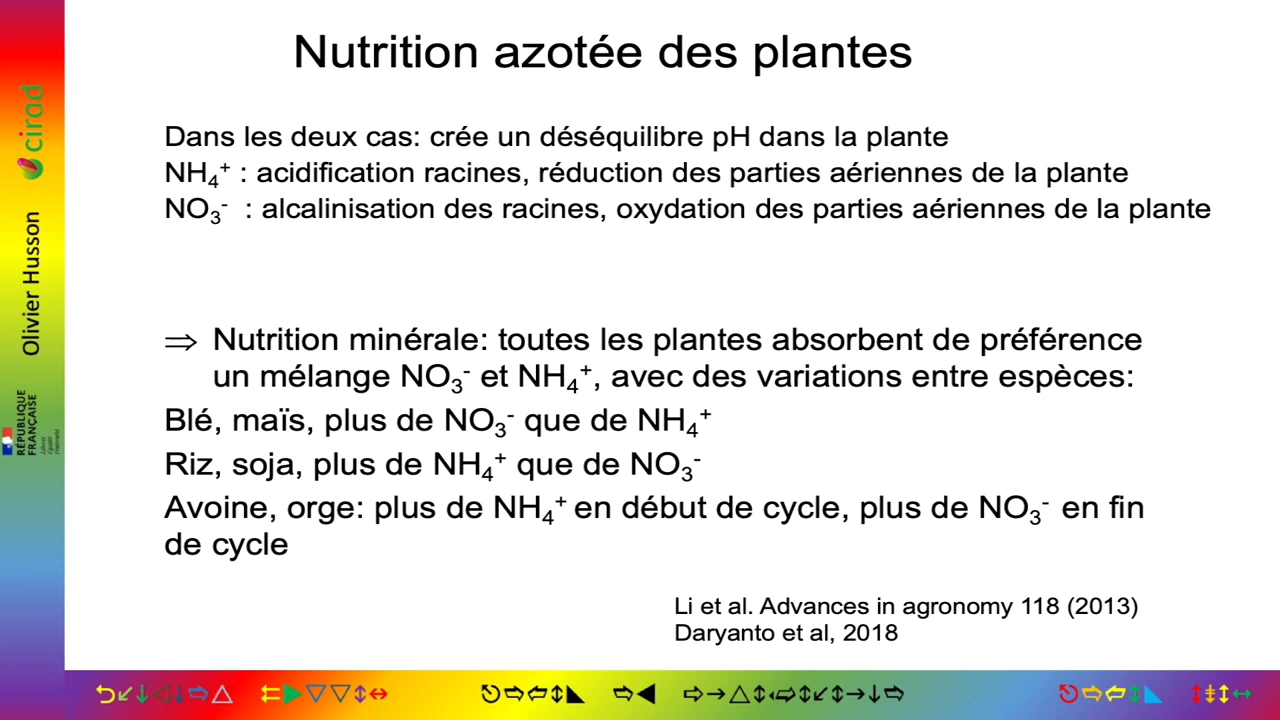 Nutrition azotée des plantes
Dans les deux cas: crée un déséquilibre pH dans la plante
NH₄⁺ : acidification racines, réduction des parties aériennes de la plante
NO₃⁻ : alcalinisation des racines, oxydation des parties aériennes de la plante
⇒ Nutrition minérale: toutes les plantes absorbent de préférence
un mélange NO₃⁻ et NH₄⁺, avec des variations entre espèces:
Blé, maïs, plus de NO₃⁻ que de NH₄⁺
Riz, soja, plus de NH₄⁺ que de NO₃⁻
Avoine, orge: plus de NH₄⁺ en début de cycle, plus de NO₃⁻ en fin
de cycle
Li et al. Advances in agronomy 118 (2013)
Daryanto et al, 2018
cirad
Olivier Husson
RÉPUBLIQUE
FRANÇAISE